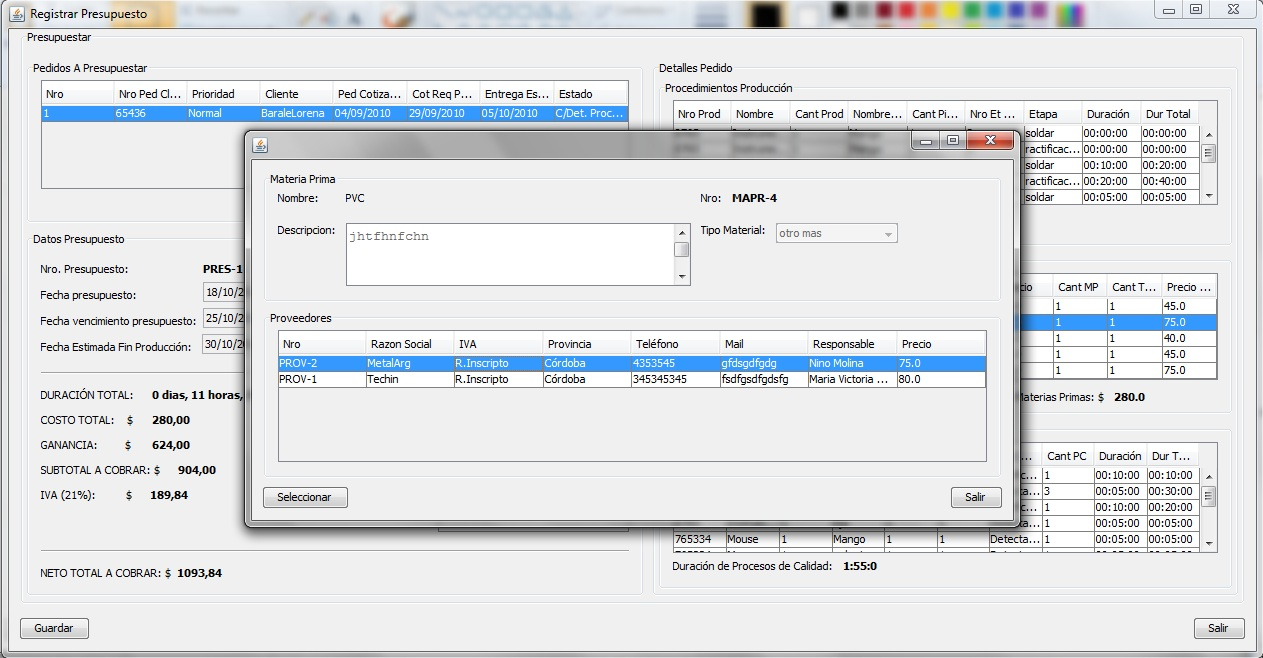 Registrar Presupuesto
Presupuestar
Pedidos A Presupuestar
Nro Nro Ped Cl... Prioridad Cliente Ped Cotiza... Cot Req P... Entrega Es... Estado
1 65436 Normal BaraleLorena 04/09/2010 29/09/2010 05/10/2010 C/Det. Proc...
Detalles Pedido
Procedimientos Producción
Nro Prod Nombre Cant Prod Nombre... Cant Pi... Nro Et ... Etapa Duración Dur Total
soldar 00:00:00 00:00:00
ractificac... 00:00:00 00:00:00
soldar 00:10:00 00:20:00
ractificac... 00:20:00 00:40:00
soldar 00:05:00 00:05:00
Materia Prima
Nombre: PVC
Nro: MAPR-4
Descripcion: jhtfhnfchn
Tipo Material: otro mas
Proveedores
Nro Razon Social IVA Provincia Teléfono Mail Responsable Precio
PROV-2 MetalArg R.Inscripto Córdoba 4353545 gfdsgdfgdg Nino Molina 75.0
PROV-1 Techin R.Inscripto Córdoba 345345345 fsdfgsdfgdsfg Maria Victoria ... 80.0
Seleccionar
Salir
Datos Presupuesto
Nro. Presupuesto: PRES-1
Fecha presupuesto: 18/10/2
Fecha vencimiento presupuesto: 25/10/2
Fecha Estimada Fin Producción: 30/10/2
DURACIÓN TOTAL: 0 dias, 11 horas,
COSTO TOTAL: $ 280,00
GANANCIA: $ 624,00
SUBTOTAL A COBRAR: $ 904,00
IVA (21%): $ 189,84
NETO TOTAL A COBRAR: $ 1093,84
cio Cant MP Cant T... Precio ...
1 1 45.0
1 1 75.0
1 1 40.0
1 1 45.0
1 1 75.0
Materias Primas: $ 280.0
... Cant PC Duración Dur T...
c... 1 00:10:00 00:10:00
cta... 3 00:05:00 00:30:00
c... 1 00:10:00 00:20:00
cta... 1 00:05:00 00:05:00
765334 Mouse 1 Mango 1 1 Detecta... 1 00:05:00 00:05:00
Duración de Procesos de Calidad: 1:55:0
Guardar
Salir